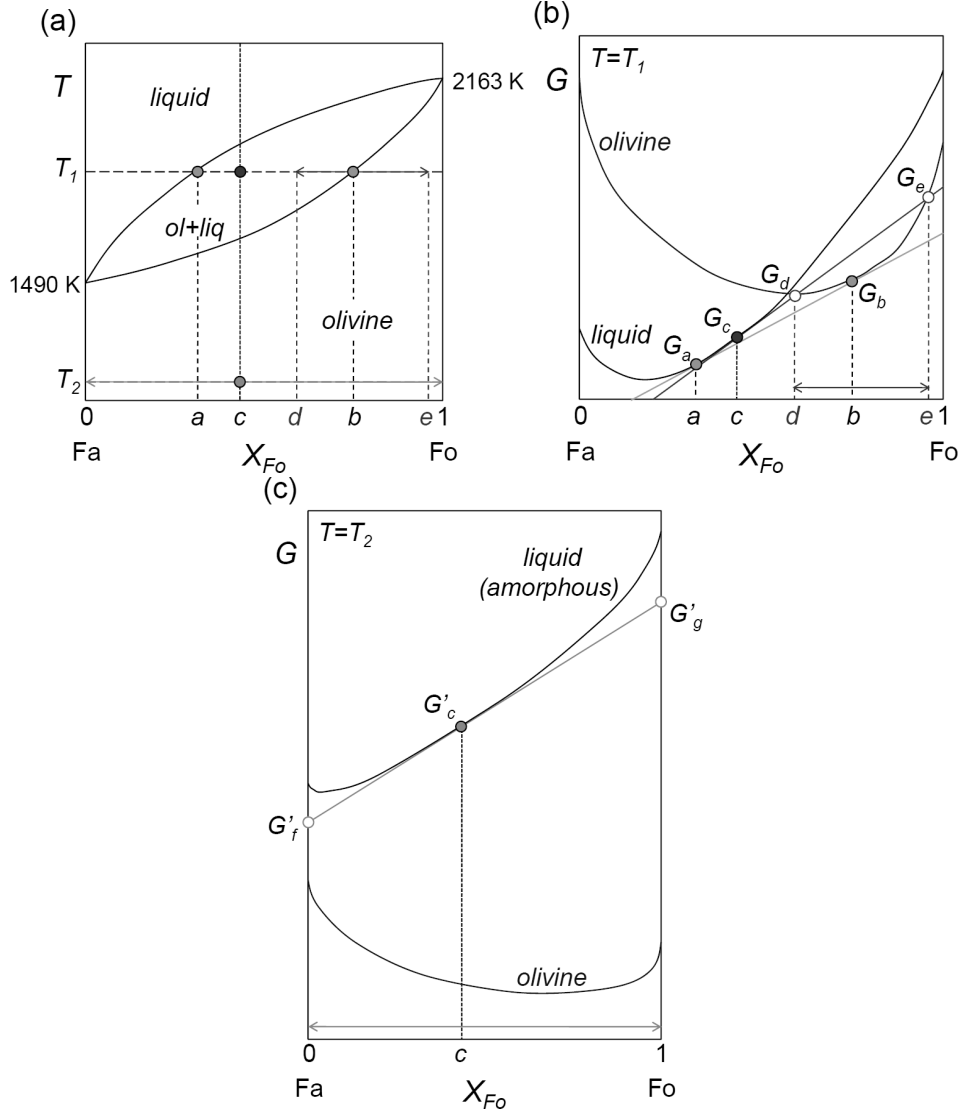 (a)
T
liquid
2163 K
T1
ol+liq
1490 K
olivine
T2
0 a c d b e 1
Fa XFo Fo
(b)
G
T=T1
olivine
Ge
Gd
Gb
Gc
liquid
Ga
0 a c d b e 1
Fa XFo Fo
(c)
G
T=T2
liquid
(amorphous)
G'g
G'c
G'f
olivine
0 c 1
Fa XFo Fo